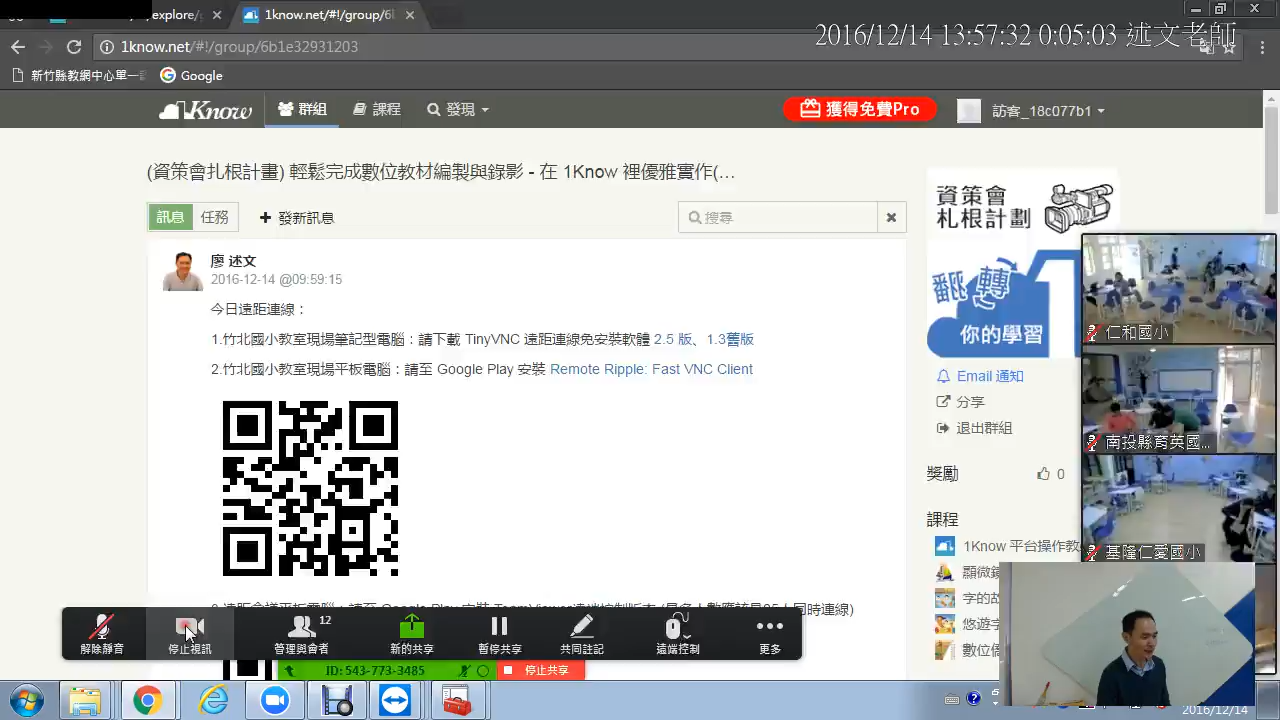 explore/
1know.net/#!/group/6b
2016/12/14 13:57:32 0:05:03 述文老師
1know.net/#!/group/6b1e32931203
新竹縣教網中心單一
Google
1Know
群組
課程
發現
獲得免費Pro
訪客_18c077b1
(資策會扎根計畫) 輕鬆完成數位教材編製與錄影 - 在 1Know 裡優雅實作(…
訊息
任務
發新訊息
搜尋
廖 述文
2016-12-14 @09:59:15
今日遠距連線：
1.竹北國小教室現場筆記型電腦：請下載 TinyVNC 遠距連線免安裝軟體 2.5 版、1.3舊版
2.竹北國小教室現場平板電腦：請至 Google Play 安裝 Remote Ripple: Fast VNC Client
資策會
札根計劃
翻轉
你的學習
Email 通知
分享
退出群組
獎勵
0
課程
1Know 平台操作教
顯微鏡
字的故
悠遊字
數位儲
仁和國小
南投縣育英國...
基隆仁愛國小
解除靜音
停止視訊
12
管理與會者
新的共享
暫停共享
共同註記
遠端控制
更多
ID: 543-773-3485
停止共享
2016/12/14